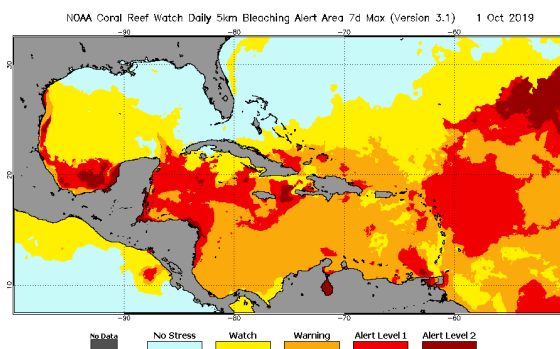 NOAA Coral Reef Watch Daily 5km Bleaching Alert Area 7d Max (Version 3.1) 1 Oct 2019
-90 -80 -70 -60
30
20
10
-90 -80 -70 -60
No Data No Stress Watch Warning Alert Level 1 Alert Level 2